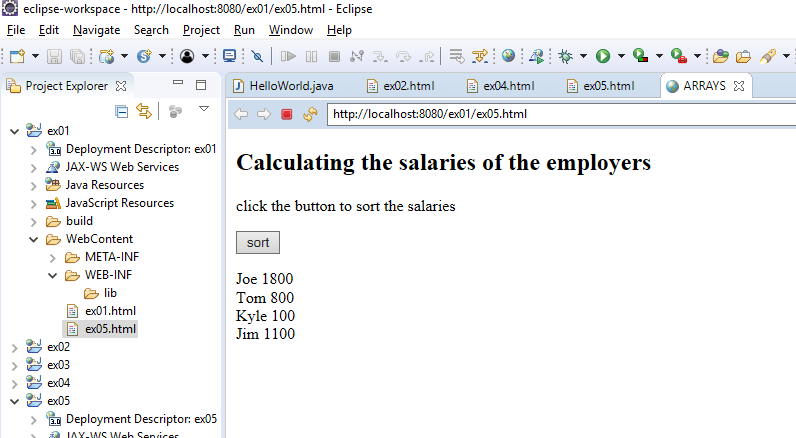 eclipse-workspace - http://localhost:8080/ex01/ex05.html - Eclipse
File Edit Navigate Search Project Run Window Help
Project Explorer
ex01
3.0 Deployment Descriptor: ex01
JAX-WS Web Services
Java Resources
JavaScript Resources
build
WebContent
META-INF
WEB-INF
lib
ex01.html
ex05.html
ex02
ex03
ex04
ex05
3.0 Deployment Descriptor: ex05
JAX-WS Web Services
HelloWorld.java ex02.html ex04.html ex05.html ARRAYS
http://localhost:8080/ex01/ex05.html
Calculating the salaries of the employers
click the button to sort the salaries
sort
Joe 1800
Tom 800
Kyle 100
Jim 1100